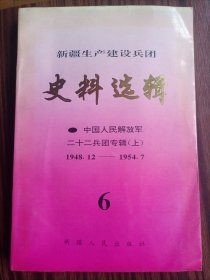 新疆生产建设兵团
史料选辑
● 中国人民解放军
二十二兵团专辑(上)
1948.12——1954.7
6
新疆人民出版社